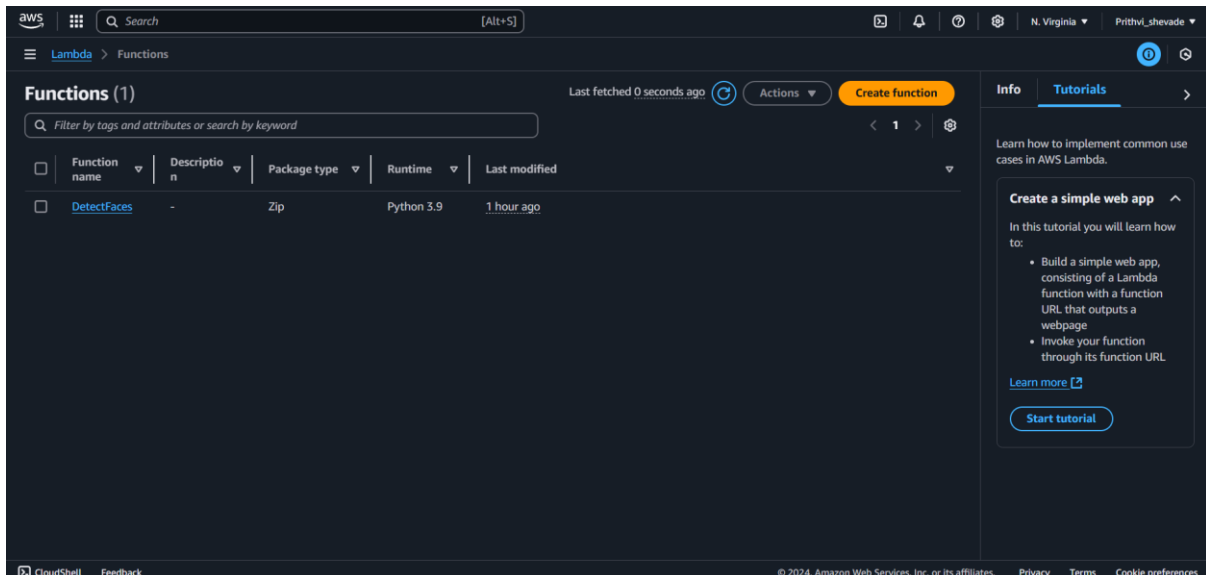 aws Search [Alt+S] N. Virginia Prithvi_shevade
Lambda > Functions
Functions (1) Last fetched 0 seconds ago Actions Create function
Filter by tags and attributes or search by keyword 1
Function name Descriptio n Package type Runtime Last modified
DetectFaces - Zip Python 3.9 1 hour ago
Info Tutorials
Learn how to implement common use
cases in AWS Lambda.
Create a simple web app
In this tutorial you will learn how
to:
• Build a simple web app,
consisting of a Lambda
function with a function
URL that outputs a
webpage
• Invoke your function
through its function URL
Learn more
Start tutorial
CloudShell Feedback © 2024, Amazon Web Services, Inc. or its affiliates. Privacy Terms Cookie preferences